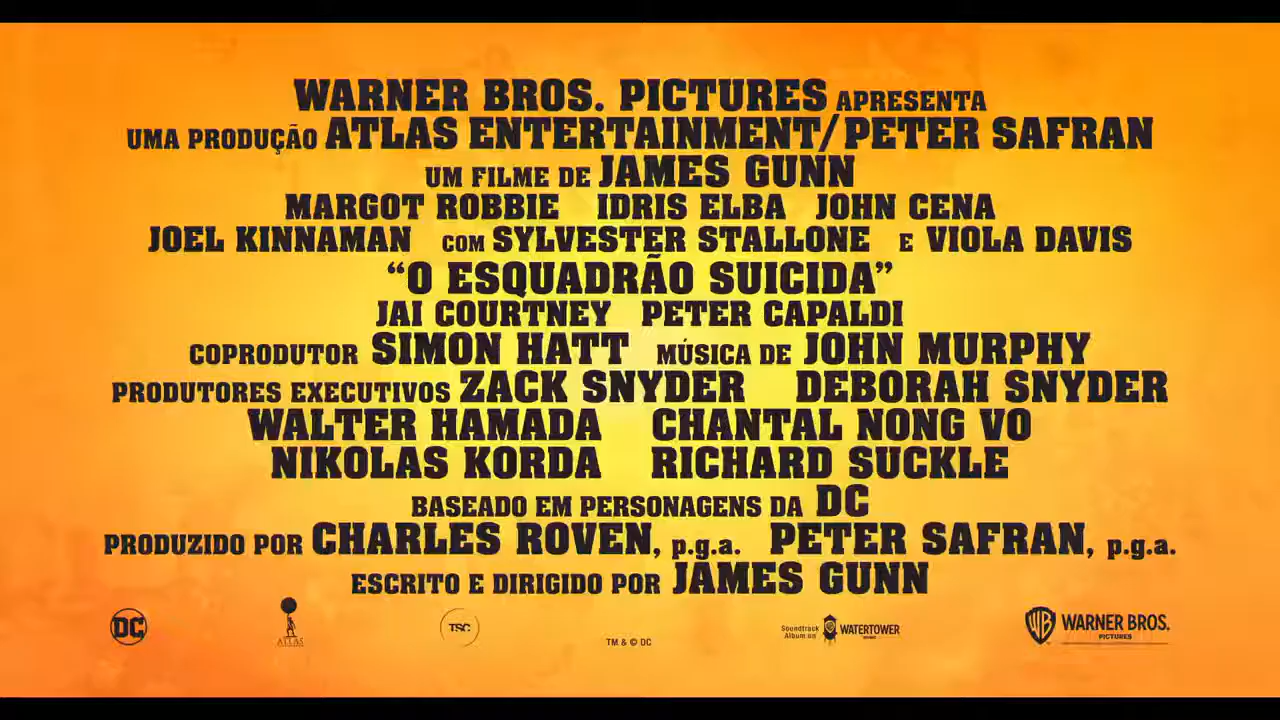 WARNER BROS. PICTURES APRESENTA
UMA PRODUÇÃO ATLAS ENTERTAINMENT/PETER SAFRAN
UM FILME DE JAMES GUNN
MARGOT ROBBIE IDRIS ELBA JOHN CENA
JOEL KINNAMAN COM SYLVESTER STALLONE E VIOLA DAVIS
“O ESQUADRÃO SUICIDA”
JAI COURTNEY PETER CAPALDI
COPRODUTOR SIMON HATT MÚSICA DE JOHN MURPHY
PRODUTORES EXECUTIVOS ZACK SNYDER DEBORAH SNYDER
WALTER HAMADA CHANTAL NONG VO
NIKOLAS KORDA RICHARD SUCKLE
BASEADO EM PERSONAGENS DA DC
PRODUZIDO POR CHARLES ROVEN, p.g.a. PETER SAFRAN, p.g.a.
ESCRITO E DIRIGIDO POR JAMES GUNN
DC
ATLAS
TSC
TM & © DC
Soundtrack
Album on
WATERTOWER
WB WARNER BROS.
PICTURES